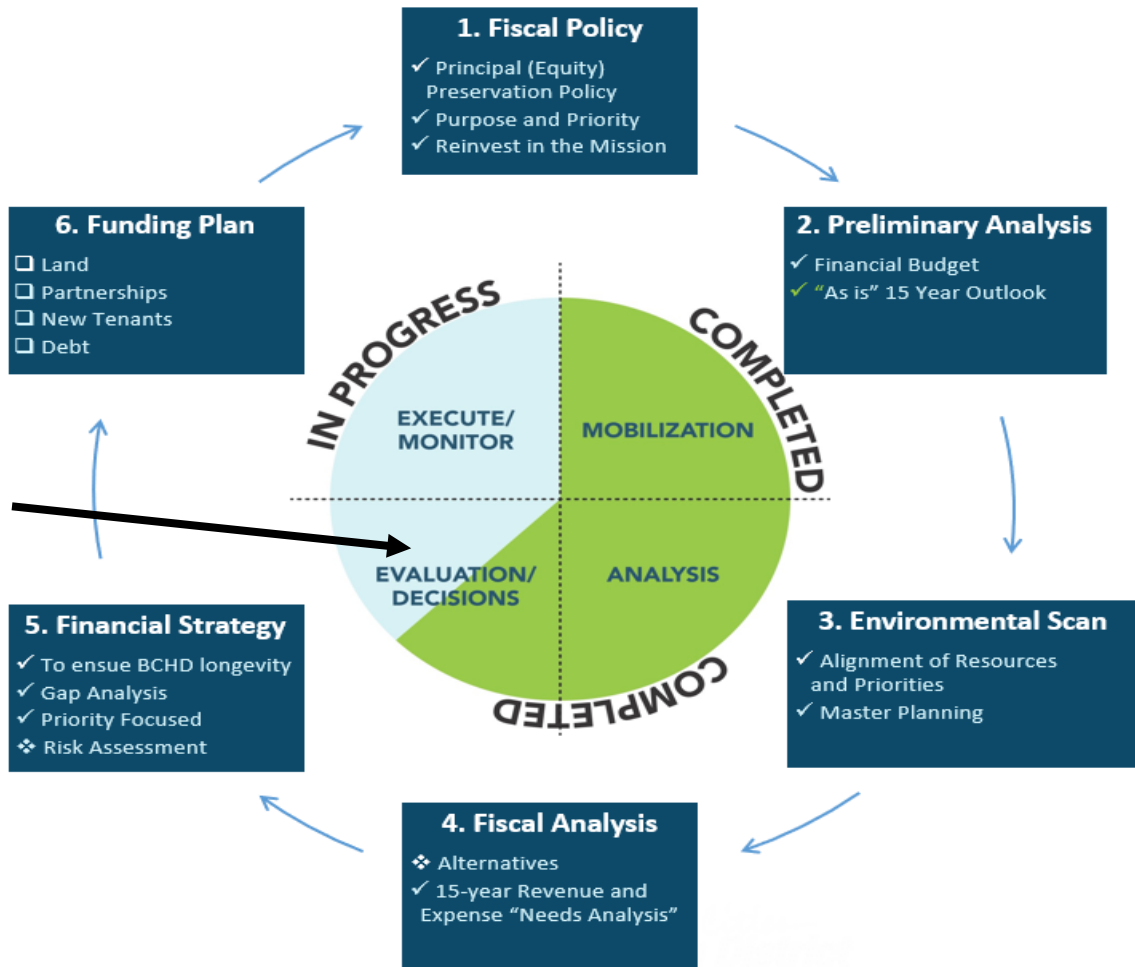 1. Fiscal Policy
✓ Principal (Equity)
Preservation Policy
✓ Purpose and Priority
✓ Reinvest in the Mission
2. Preliminary Analysis
✓ Financial Budget
✓ “As is” 15 Year Outlook
3. Environmental Scan
✓ Alignment of Resources
and Priorities
✓ Master Planning
4. Fiscal Analysis
❖ Alternatives
✓ 15-year Revenue and
Expense “Needs Analysis”
5. Financial Strategy
✓ To ensue BCHD longevity
✓ Gap Analysis
✓ Priority Focused
❖ Risk Assessment
6. Funding Plan
❑ Land
❑ Partnerships
❑ New Tenants
❑ Debt
IN PROGRESS
COMPLETED
EXECUTE/
MONITOR
MOBILIZATION
EVALUATION/
DECISIONS
ANALYSIS
COMPLETED